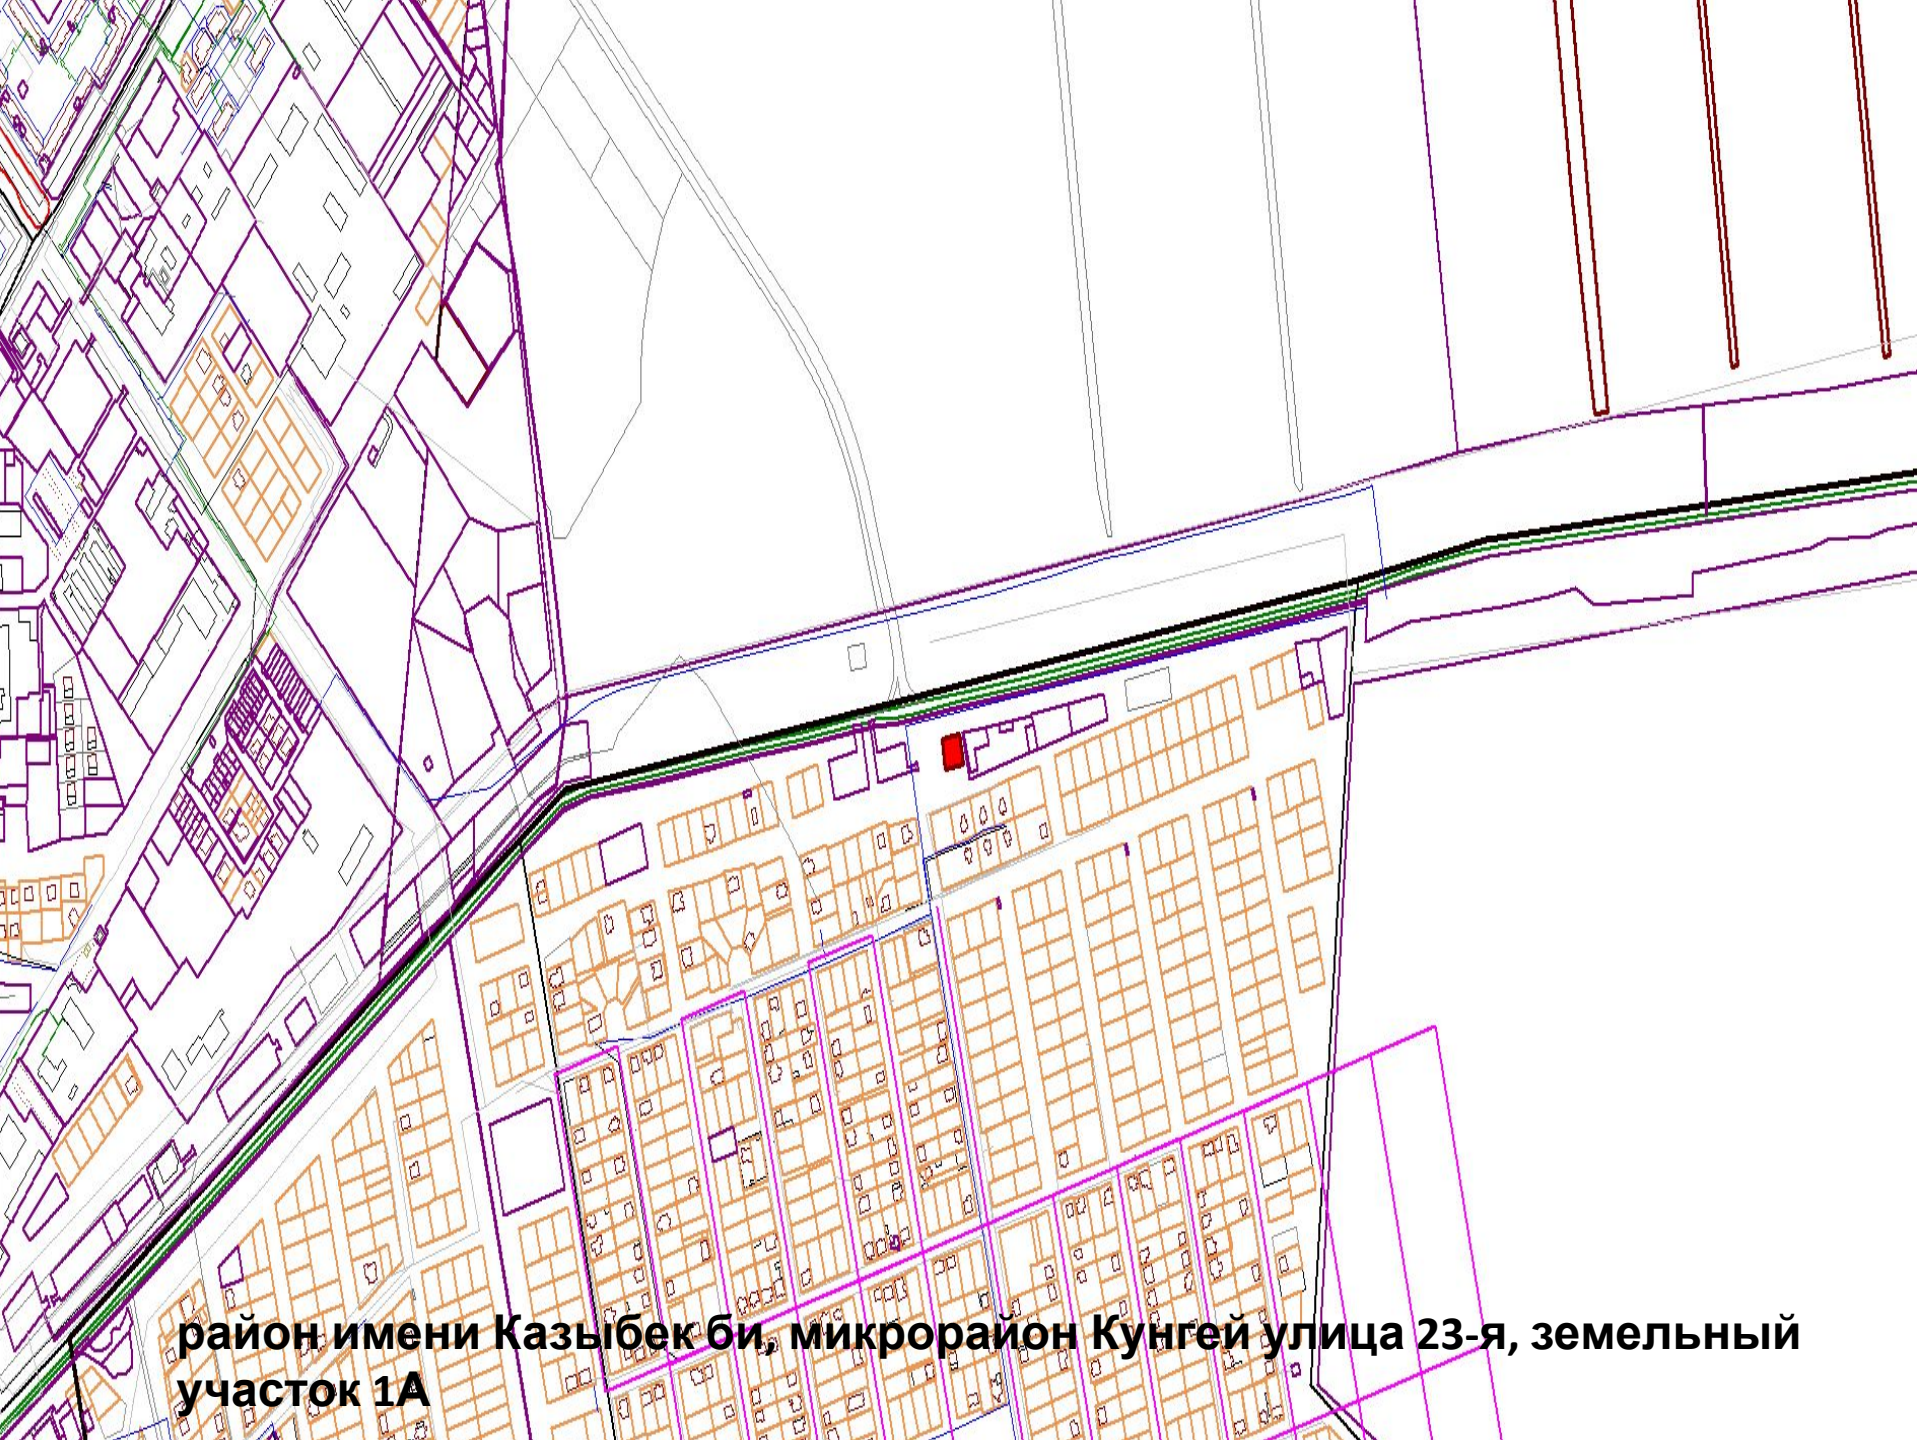 район имени Казыбек би, микрорайон Кунгей улица 23-я, земельный
участок 1А